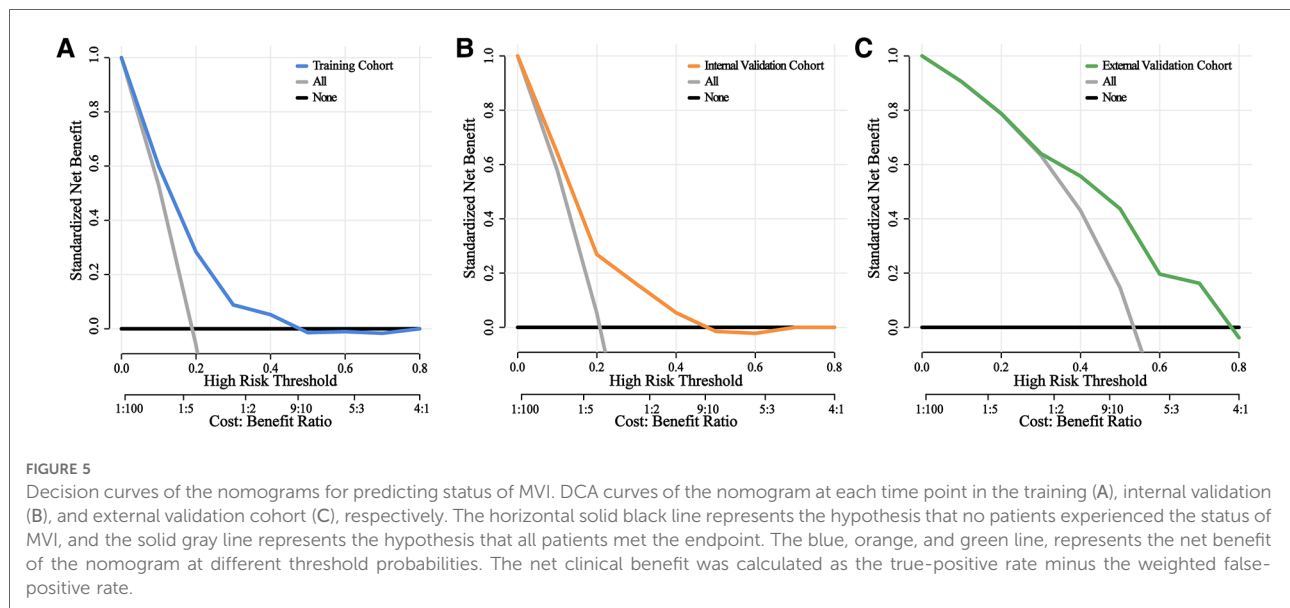 A
Training Cohort
All
None
Standardized Net Benefit
1.0
0.8
0.6
0.4
0.2
0.0
0.0 0.2 0.4 0.6 0.8
High Risk Threshold
1:100 1:5 1:2 9:10 5:3 4:1
Cost: Benefit Ratio
B
Internal Validation Cohort
All
None
Standardized Net Benefit
1.0
0.8
0.6
0.4
0.2
0.0
0.0 0.2 0.4 0.6 0.8
High Risk Threshold
1:100 1:5 1:2 9:10 5:3 4:1
Cost: Benefit Ratio
C
External Validation Cohort
All
None
Standardized Net Benefit
1.0
0.8
0.6
0.4
0.2
0.0
0.0 0.2 0.4 0.6 0.8
High Risk Threshold
1:100 1:5 1:2 9:10 5:3 4:1
Cost: Benefit Ratio
FIGURE 5
Decision curves of the nomograms for predicting status of MVI. DCA curves of the nomogram at each time point in the training (A), internal validation
(B), and external validation cohort (C), respectively. The horizontal solid black line represents the hypothesis that no patients experienced the status of
MVI, and the solid gray line represents the hypothesis that all patients met the endpoint. The blue, orange, and green line, represents the net benefit
of the nomogram at different threshold probabilities. The net clinical benefit was calculated as the true-positive rate minus the weighted false-
positive rate.